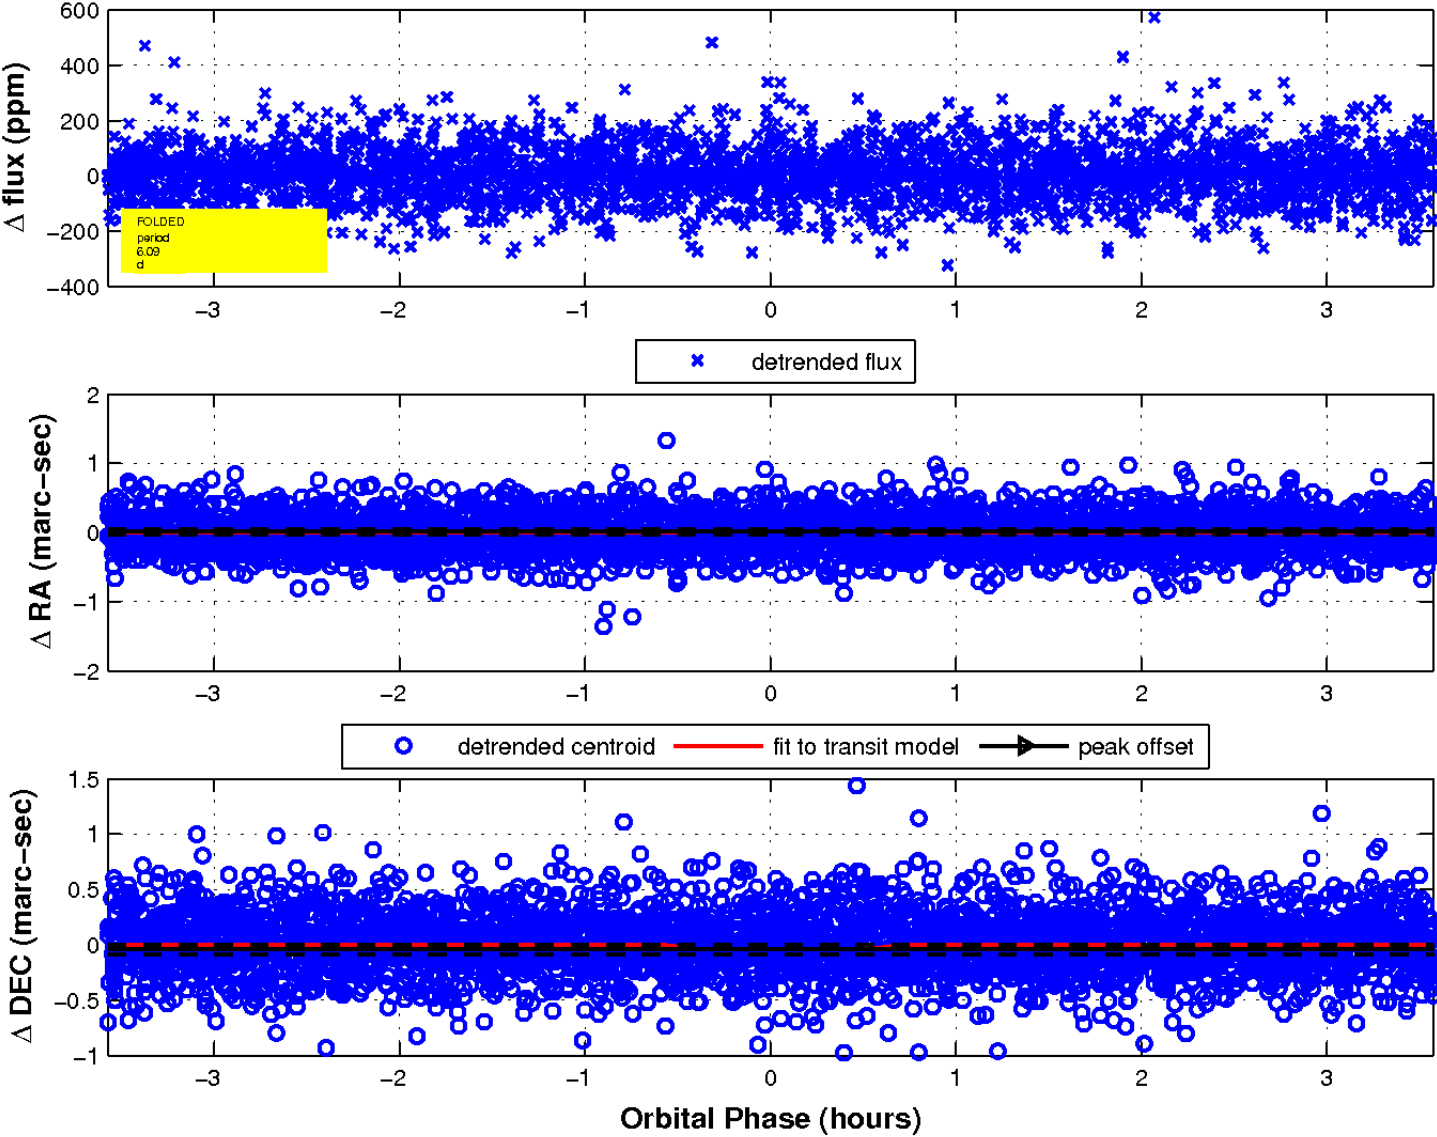 600
400
200
0
−200
−400
Δ flux (ppm)
FOLDED
period
6.09
d
−3 −2 −1 0 1 2 3
detrended flux
2
1
0
−1
−2
Δ RA (marc−sec)
−3 −2 −1 0 1 2 3
detrended centroid fit to transit model peak offset
1.5
1
0.5
0
−0.5
−1
Δ DEC (marc−sec)
−3 −2 −1 0 1 2 3
Orbital Phase (hours)